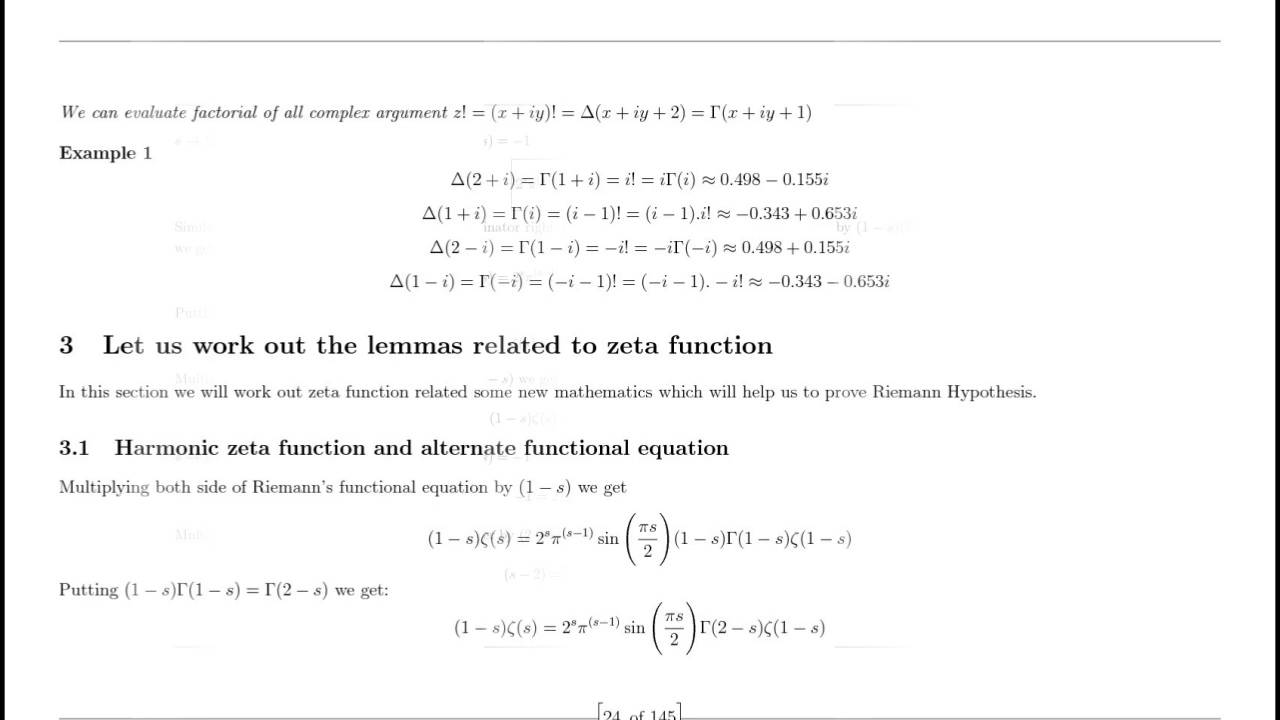 We can evaluate factorial of all complex argument z! = (x + iy)! = Δ(x + iy + 2) = Γ(x + iy + 1)
Example 1
Δ(2 + i) = Γ(1 + i) = i! = iΓ(i) ≈ 0.498 − 0.155i
Δ(1 + i) = Γ(i) = (i − 1)! = (i − 1).i! ≈ −0.343 + 0.653i
Δ(2 − i) = Γ(1 − i) = −i! = −iΓ(−i) ≈ 0.498 + 0.155i
Δ(1 − i) = Γ(−i) = (−i − 1)! = (−i − 1). − i! ≈ −0.343 − 0.653i
3 Let us work out the lemmas related to zeta function
In this section we will work out zeta function related some new mathematics which will help us to prove Riemann Hypothesis.
3.1 Harmonic zeta function and alternate functional equation
Multiplying both side of Riemann's functional equation by (1 − s) we get
(1 − s)ζ(s) = 2^s π^(s−1) sin (πs/2) (1 − s)Γ(1 − s)ζ(1 − s)
Putting (1 − s)Γ(1 − s) = Γ(2 − s) we get:
(1 − s)ζ(s) = 2^s π^(s−1) sin (πs/2) Γ(2 − s)ζ(1 − s)
24 of 145